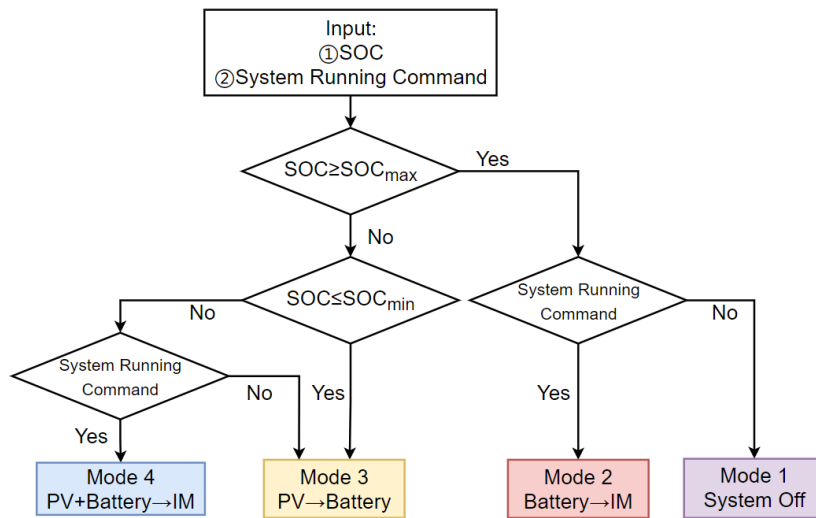 Input:
①SOC
②System Running Command
SOC≥SOCmax
Yes
No
SOC≤SOCmin
System Running
Command
No
No
System Running
Command
No
Yes
Yes
Yes
Mode 4
PV+Battery→IM
Mode 3
PV→Battery
Mode 2
Battery→IM
Mode 1
System Off